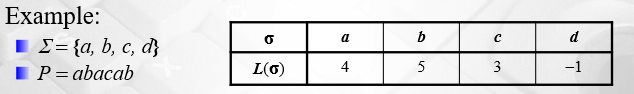 Example:
Σ = {a, b, c, d}
P = abacab
σ a b c d
L(σ) 4 5 3 −1